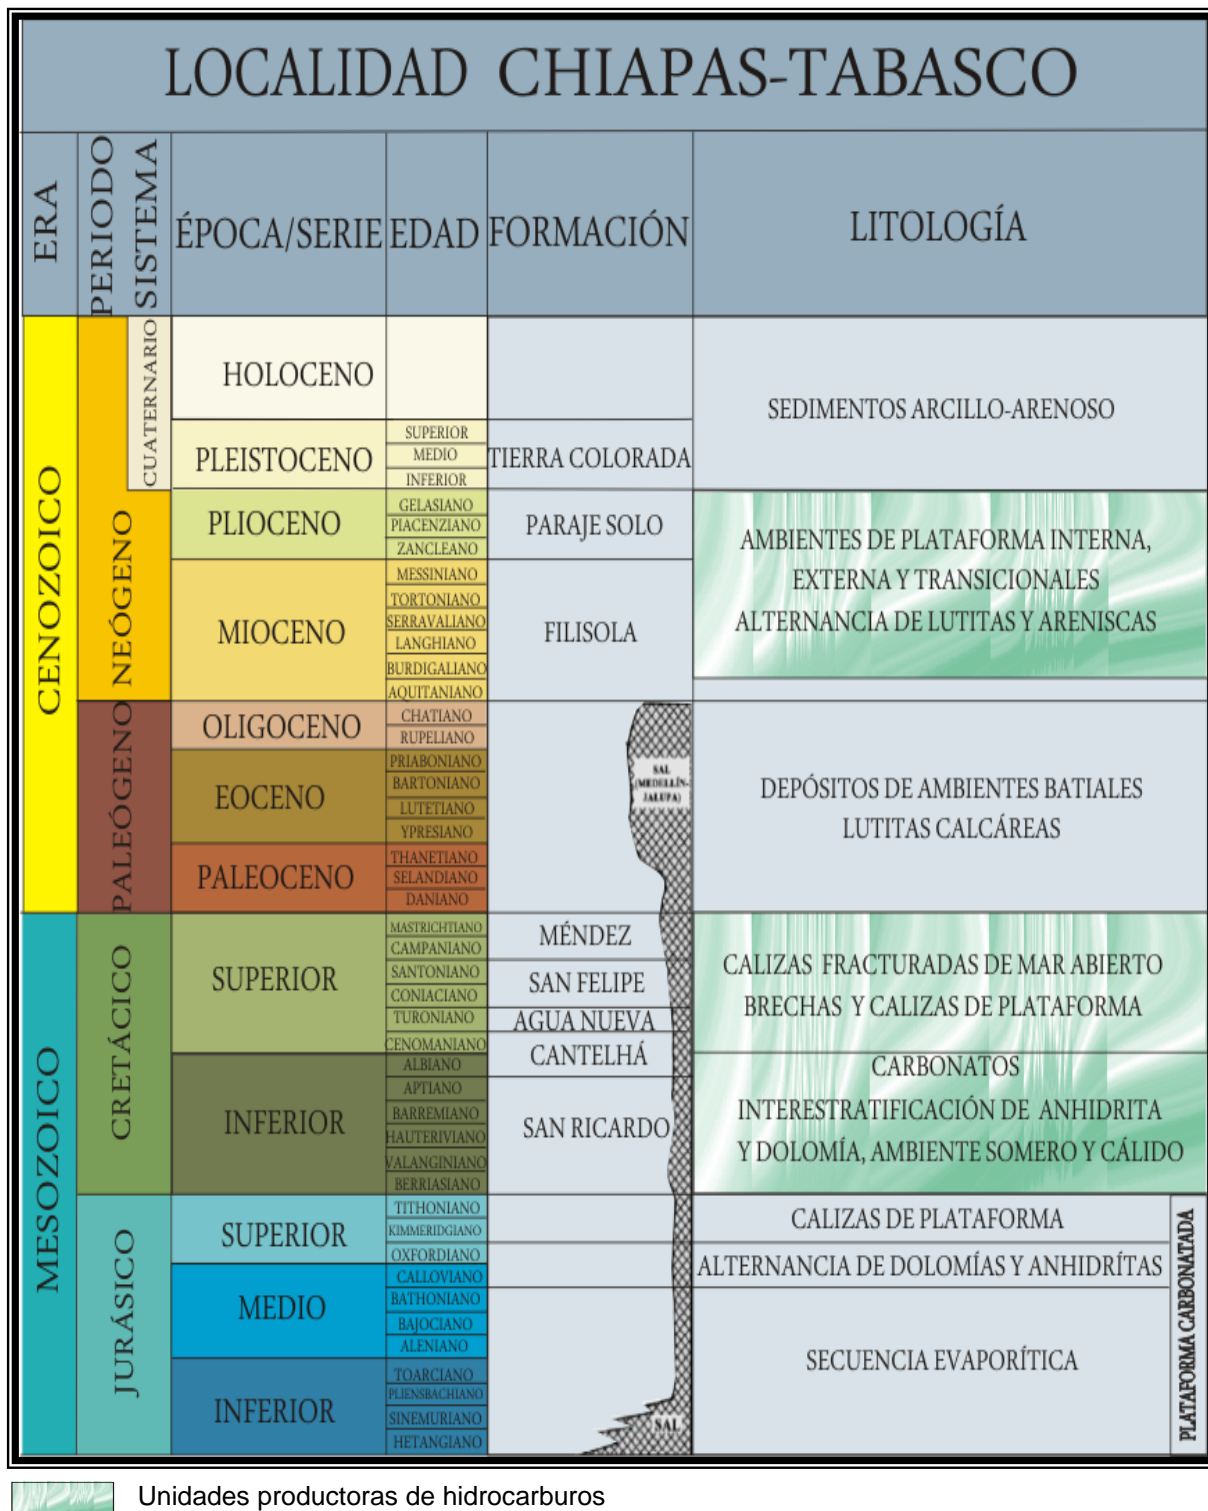 LOCALIDAD CHIAPAS-TABASCO
ERA
PERIODO
SISTEMA
ÉPOCA/SERIE
EDAD
FORMACIÓN
LITOLOGÍA
CENOZOICO
NEÓGENO
CUATERNARIO
HOLOCENO
SEDIMENTOS ARCILLO-ARENOSO
PLEISTOCENO
SUPERIOR
MEDIO
INFERIOR
TIERRA COLORADA
PLIOCENO
GELASIANO
PIACENZIANO
ZANCLEANO
PARAJE SOLO
AMBIENTES DE PLATAFORMA INTERNA,
EXTERNA Y TRANSICIONALES
ALTERNANCIA DE LUTITAS Y ARENISCAS
MIOCENO
MESSINIANO
TORTONIANO
SERRAVALIANO
LANGHIANO
BURDIGALIANO
AQUITANIANO
FILISOLA
PALEÓGENO
OLIGOCENO
CHATIANO
RUPELIANO
EOCENO
PRIABONIANO
BARTONIANO
LUTETIANO
YPRESIANO
SAL
(MEDELLÍN-
JALUPA)
DEPÓSITOS DE AMBIENTES BATIALES
LUTITAS CALCÁREAS
PALEOCENO
THANETIANO
SELANDIANO
DANIANO
MESOZOICO
CRETÁCICO
SUPERIOR
MASTRICHTIANO
CAMPANIANO
SANTONIANO
CONIACIANO
TURONIANO
CENOMANIANO
MÉNDEZ
SAN FELIPE
AGUA NUEVA
CANTELHÁ
CALIZAS FRACTURADAS DE MAR ABIERTO
BRECHAS Y CALIZAS DE PLATAFORMA
INFERIOR
ALBIANO
APTIANO
BARREMIANO
HAUTERIVIANO
VALANGINIANO
BERRIASIANO
SAN RICARDO
CARBONATOS
INTERESTRATIFICACIÓN DE ANHIDRITA
Y DOLOMÍA, AMBIENTE SOMERO Y CÁLIDO
JURÁSICO
SUPERIOR
TITHONIANO
KIMMERIDGIANO
OXFORDIANO
CALIZAS DE PLATAFORMA
ALTERNANCIA DE DOLOMÍAS Y ANHIDRÍTAS
MEDIO
CALLOVIANO
BATHONIANO
BAJOCIANO
ALENIANO
SECUENCIA EVAPORÍTICA
INFERIOR
TOARCIANO
PLIENSBACHIANO
SINEMURIANO
HETANGIANO
SAL
PLATAFORMA CARBONATADA
Unidades productoras de hidrocarburos